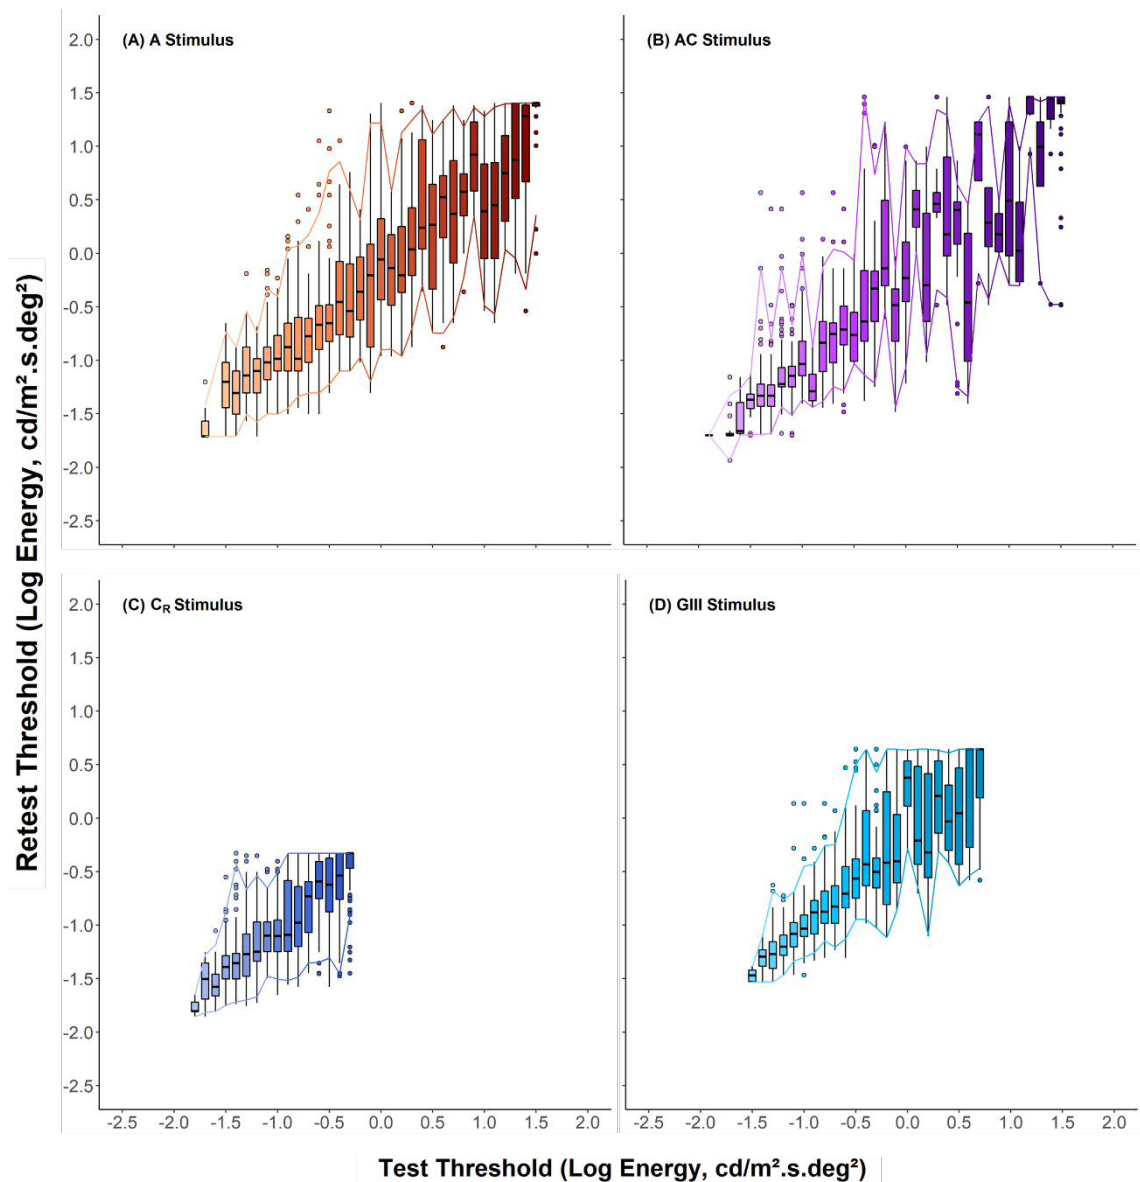 (A) A Stimulus
(B) AC Stimulus
2.0
1.5
1.0
0.5
0.0
-0.5
-1.0
-1.5
-2.0
-2.5
(C) C_R Stimulus
(D) GIII Stimulus
2.0
1.5
1.0
0.5
0.0
-0.5
-1.0
-1.5
-2.0
-2.5
-2.5 -2.0 -1.5 -1.0 -0.5 0.0 0.5 1.0 1.5 2.0
-2.5 -2.0 -1.5 -1.0 -0.5 0.0 0.5 1.0 1.5 2.0
Retest Threshold (Log Energy, cd/m².s.deg²)
Test Threshold (Log Energy, cd/m².s.deg²)